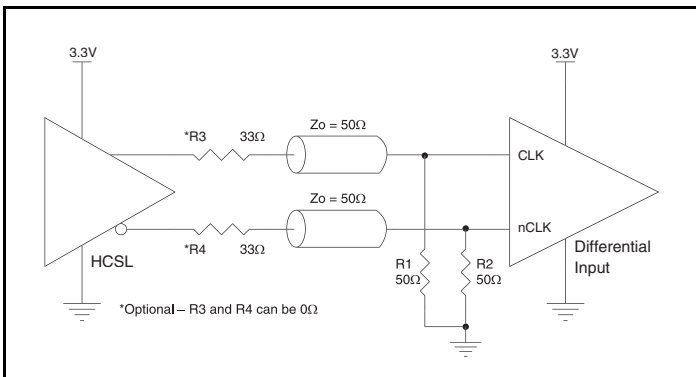 3.3V
3.3V
*R3 33Ω
Zo = 50Ω
CLK
Zo = 50Ω
nCLK
*R4 33Ω
HCSL
R1
50Ω
R2
50Ω
Differential
Input
*Optional – R3 and R4 can be 0Ω